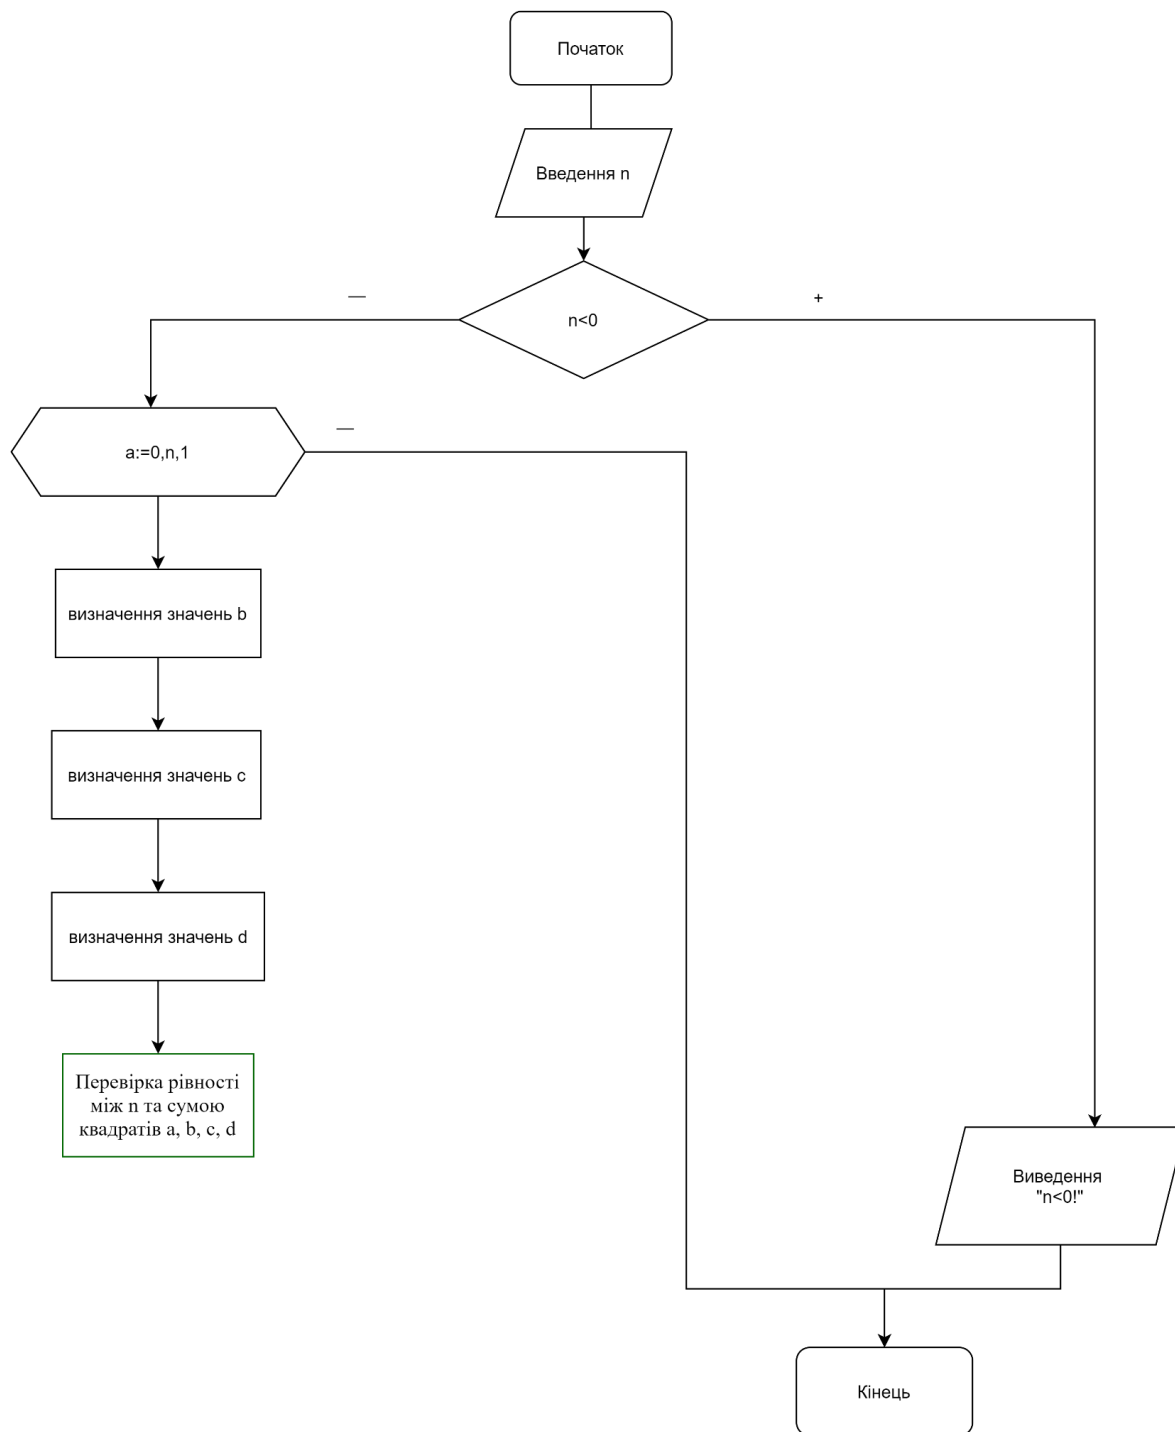 Початок
Введення n
—
+
n<0
—
a:=0,n,1
визначення значень b
визначення значень c
визначення значень d
Перевірка рівності
між n та сумою
квадратів a, b, c, d
Виведення
"n<0!"
Кінець